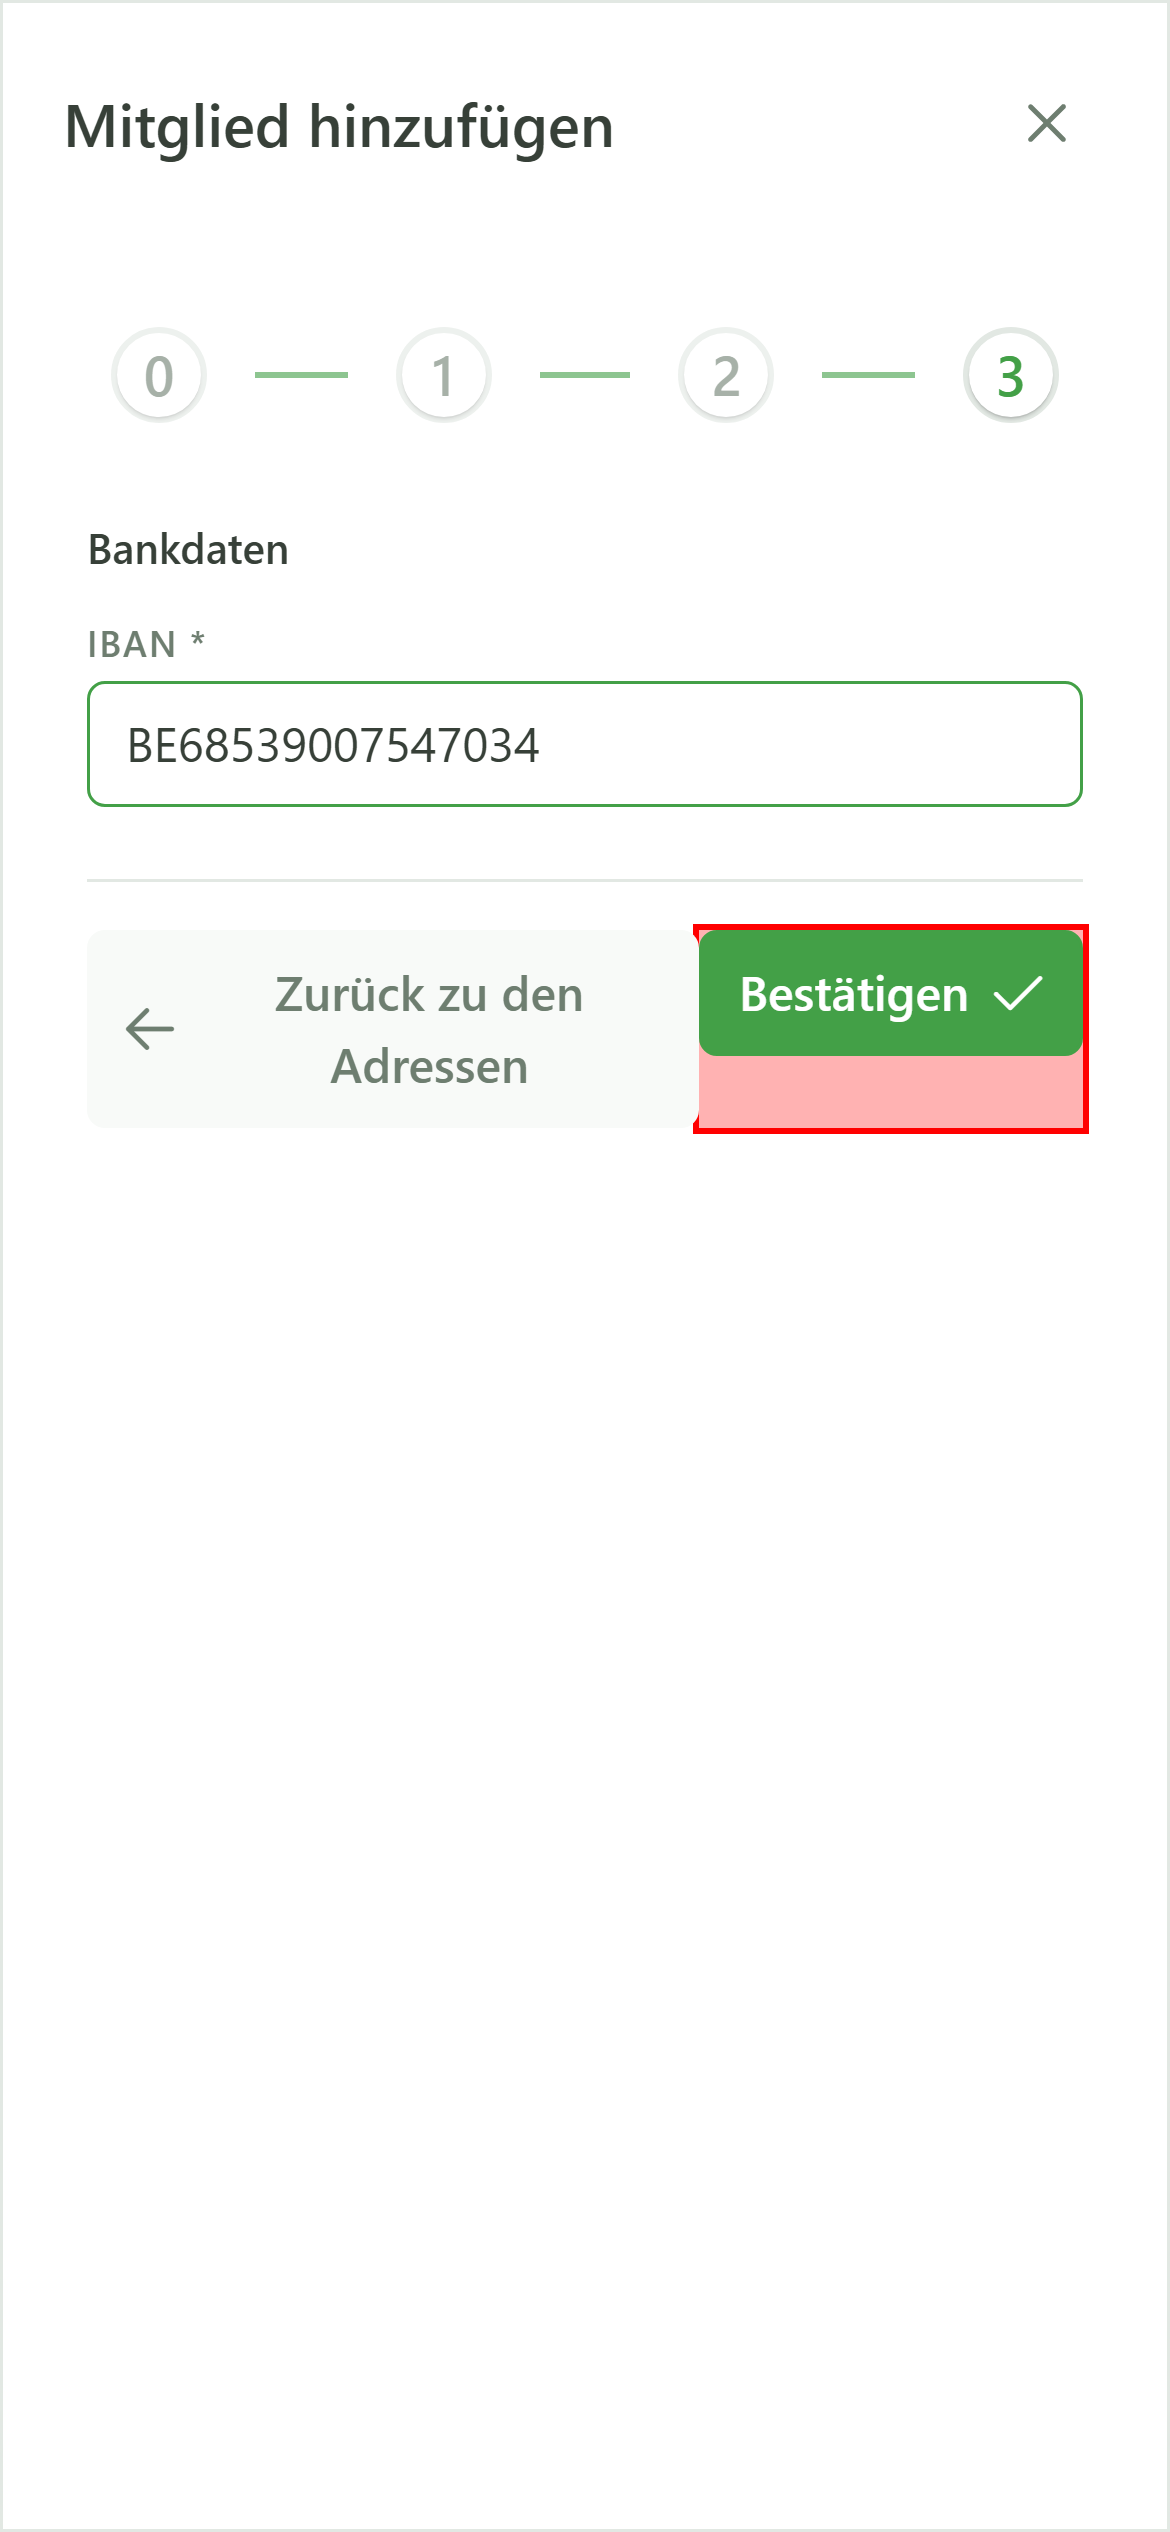 Mitglied hinzufügen
0 1 2 3
Bankdaten
IBAN *
BE68539007547034
Zurück zu den
Adressen
Bestätigen